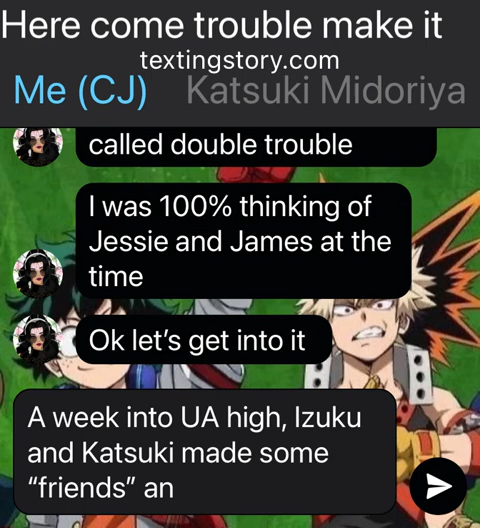 Here come trouble make it
textingstory.com
Me (CJ) Katsuki Midoriya
called double trouble
I was 100% thinking of
Jessie and James at the
time
Ok let's get into it
A week into UA high, Izuku
and Katsuki made some
“friends” an